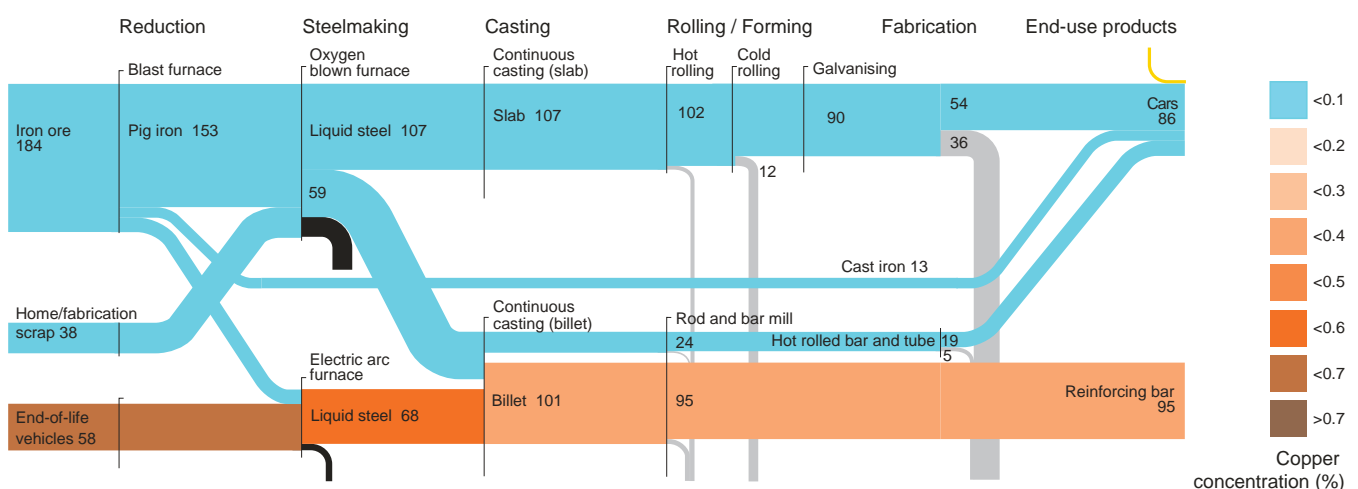 Reduction
Steelmaking
Casting
Rolling / Forming
Fabrication
End-use products
Blast furnace
Oxygen
blown furnace
Continuous
casting (slab)
Hot
rolling
Cold
rolling
Galvanising
Iron ore
184
Pig iron 153
Liquid steel 107
Slab 107
102
90
54
Cars
86
36
12
59
Cast iron 13
Home/fabrication
scrap 38
Continuous
casting (billet)
Rod and bar mill
24
Hot rolled bar and tube
19
5
Electric arc
furnace
End-of-life
vehicles 58
Liquid steel 68
Billet 101
95
Reinforcing bar
95
<0.1
<0.2
<0.3
<0.4
<0.5
<0.6
<0.7
>0.7
Copper
concentration (%)